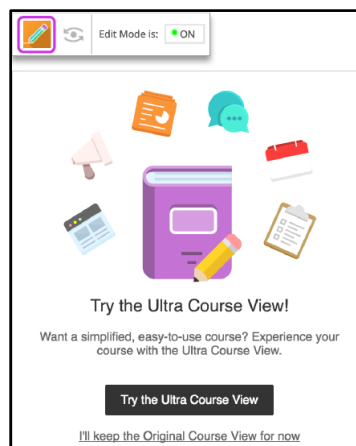 Edit Mode is: ON
Try the Ultra Course View!
Want a simplified, easy-to-use course? Experience your
course with the Ultra Course View.
Try the Ultra Course View
I'll keep the Original Course View for now